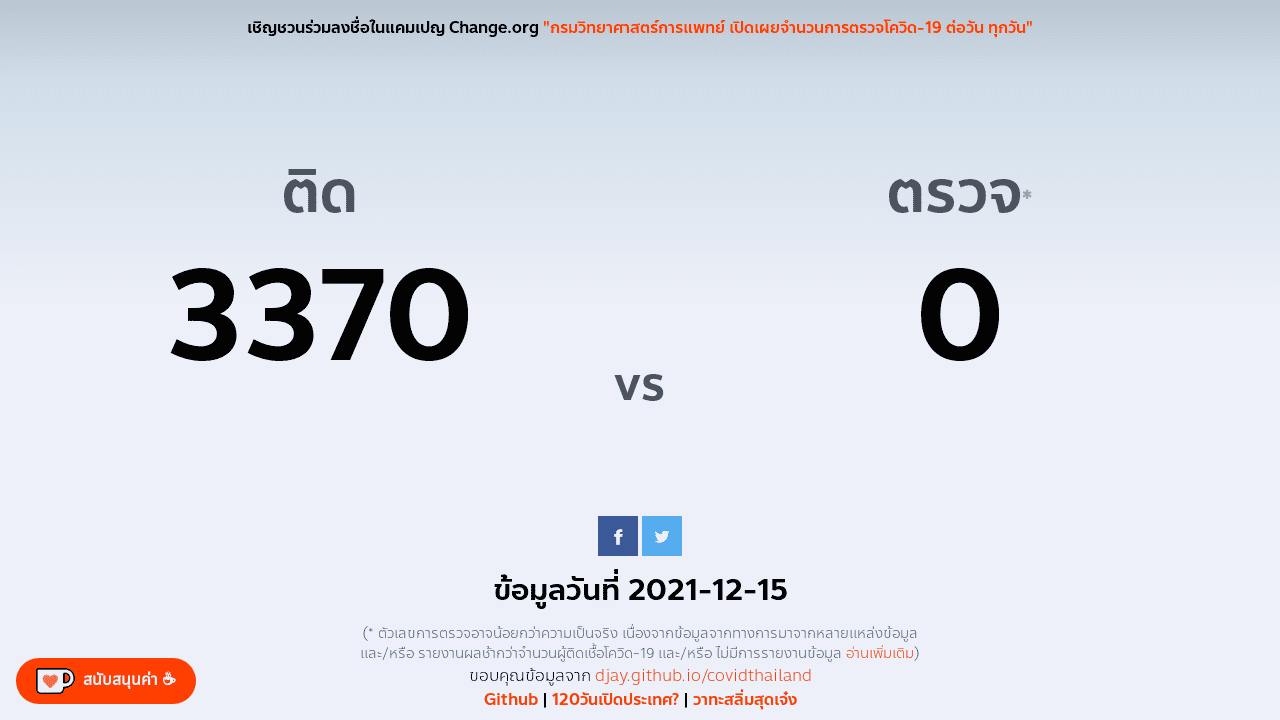 เชิญชวนร่วมลงชื่อในแคมเปญ Change.org "กรมวิทยาศาสตร์การแพทย์ เปิดเผยจำนวนการตรวจโควิด-19 ต่อวัน ทุกวัน"
ติด
ตรวจ*
3370
0
vs
ข้อมูลวันที่ 2021-12-15
(* ตัวเลขการตรวจอาจน้อยกว่าความเป็นจริง เนื่องจากข้อมูลจากทางการมาจากหลายแหล่งข้อมูล
และ/หรือ รายงานผลช้ากว่าจำนวนผู้ติดเชื้อโควิด-19 และ/หรือ ไม่มีการรายงานข้อมูล อ่านเพิ่มเติม)
ขอบคุณข้อมูลจาก djay.github.io/covidthailand
Github | 120วันเปิดประเทศ? | วาทะสลิ่มสุดเจ๋ง
สนับสนุนค่า ☕